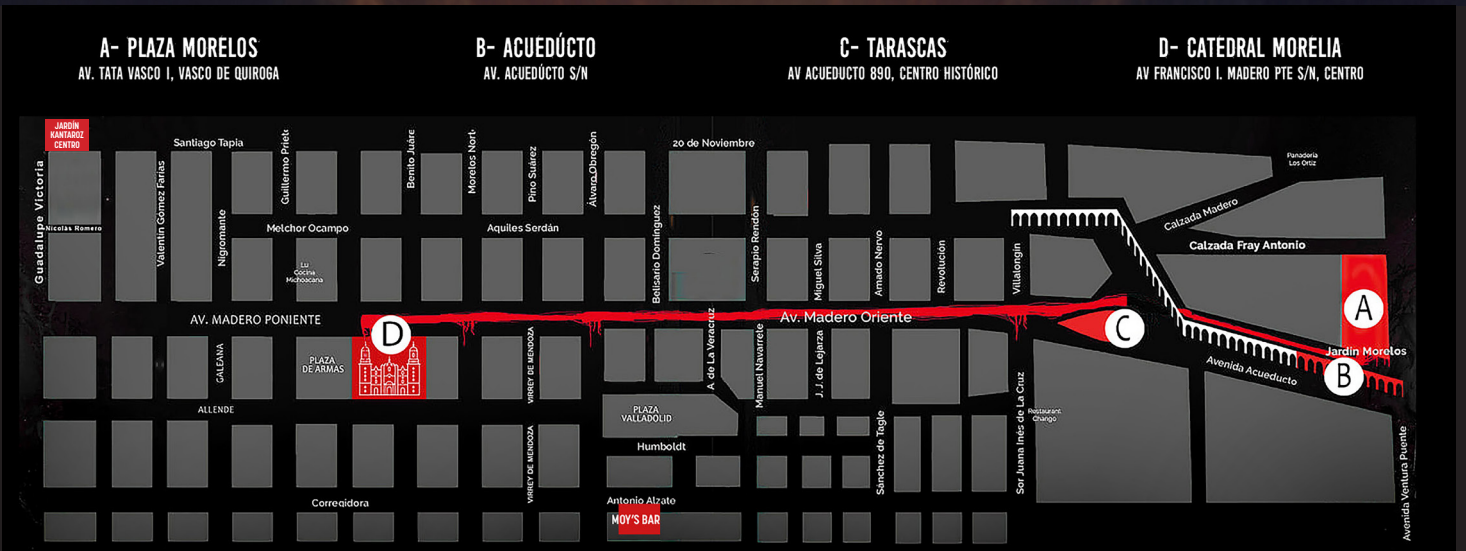 A- PLAZA MORELOS
AV. TATA VASCO 1, VASCO DE QUIROGA
B- ACUEDÚCTO
AV. ACUEDÚCTO S/N
C- TARASCAS
AV ACUEDUCTO 890, CENTRO HISTÓRICO
D- CATEDRAL MORELIA
AV FRANCISCO I. MADERO PTE S/N, CENTRO
JARDÍN
KANTAROZ
CENTRO
Santiago Tapia
20 de Noviembre
Guadalupe Victoria
Valentín Gómez Farías
Nigromante
Guillermo Priet
Benito Juáre
Morelos Nort
Pino Suárez
Álvaro Obregón
Belisario Domínguez
Serapio Rendón
Miguel Silva
Amado Nervo
Revolución
Villalongín
Panadería
Los Ortiz
Calzada Madero
Calzada Fray Antonio
Nicolás Romero
Melchor Ocampo
Aquiles Serdán
Lu
Cocina
Michoacana
AV. MADERO PONIENTE
Av. Madero Oriente
A
B
C
D
Jardín Morelos
Avenida Acueducto
GALEANA
PLAZA
DE ARMAS
VIRREY DE MENDOZA
A. de La Veracruz
Manuel Navarrete
J. J. de Lejarza
ALLENDE
PLAZA
VALLADOLID
Humboldt
Sánchez de Tagle
Sor Juana Inés de La Cruz
Restaurant
Chango
Avenida Ventura Puente
VIRREY DE MENDOZA
Corregidora
Antonio Alzate
MOY'S BAR